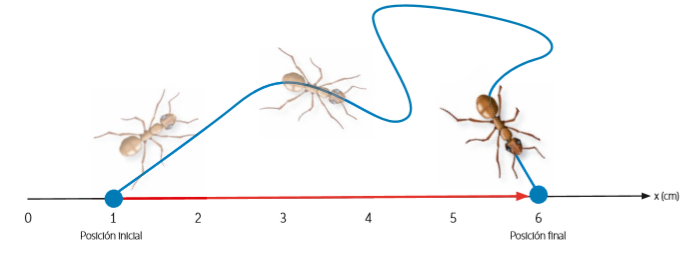 x (cm)
0 1 2 3 4 5 6
Posición inicial Posición final